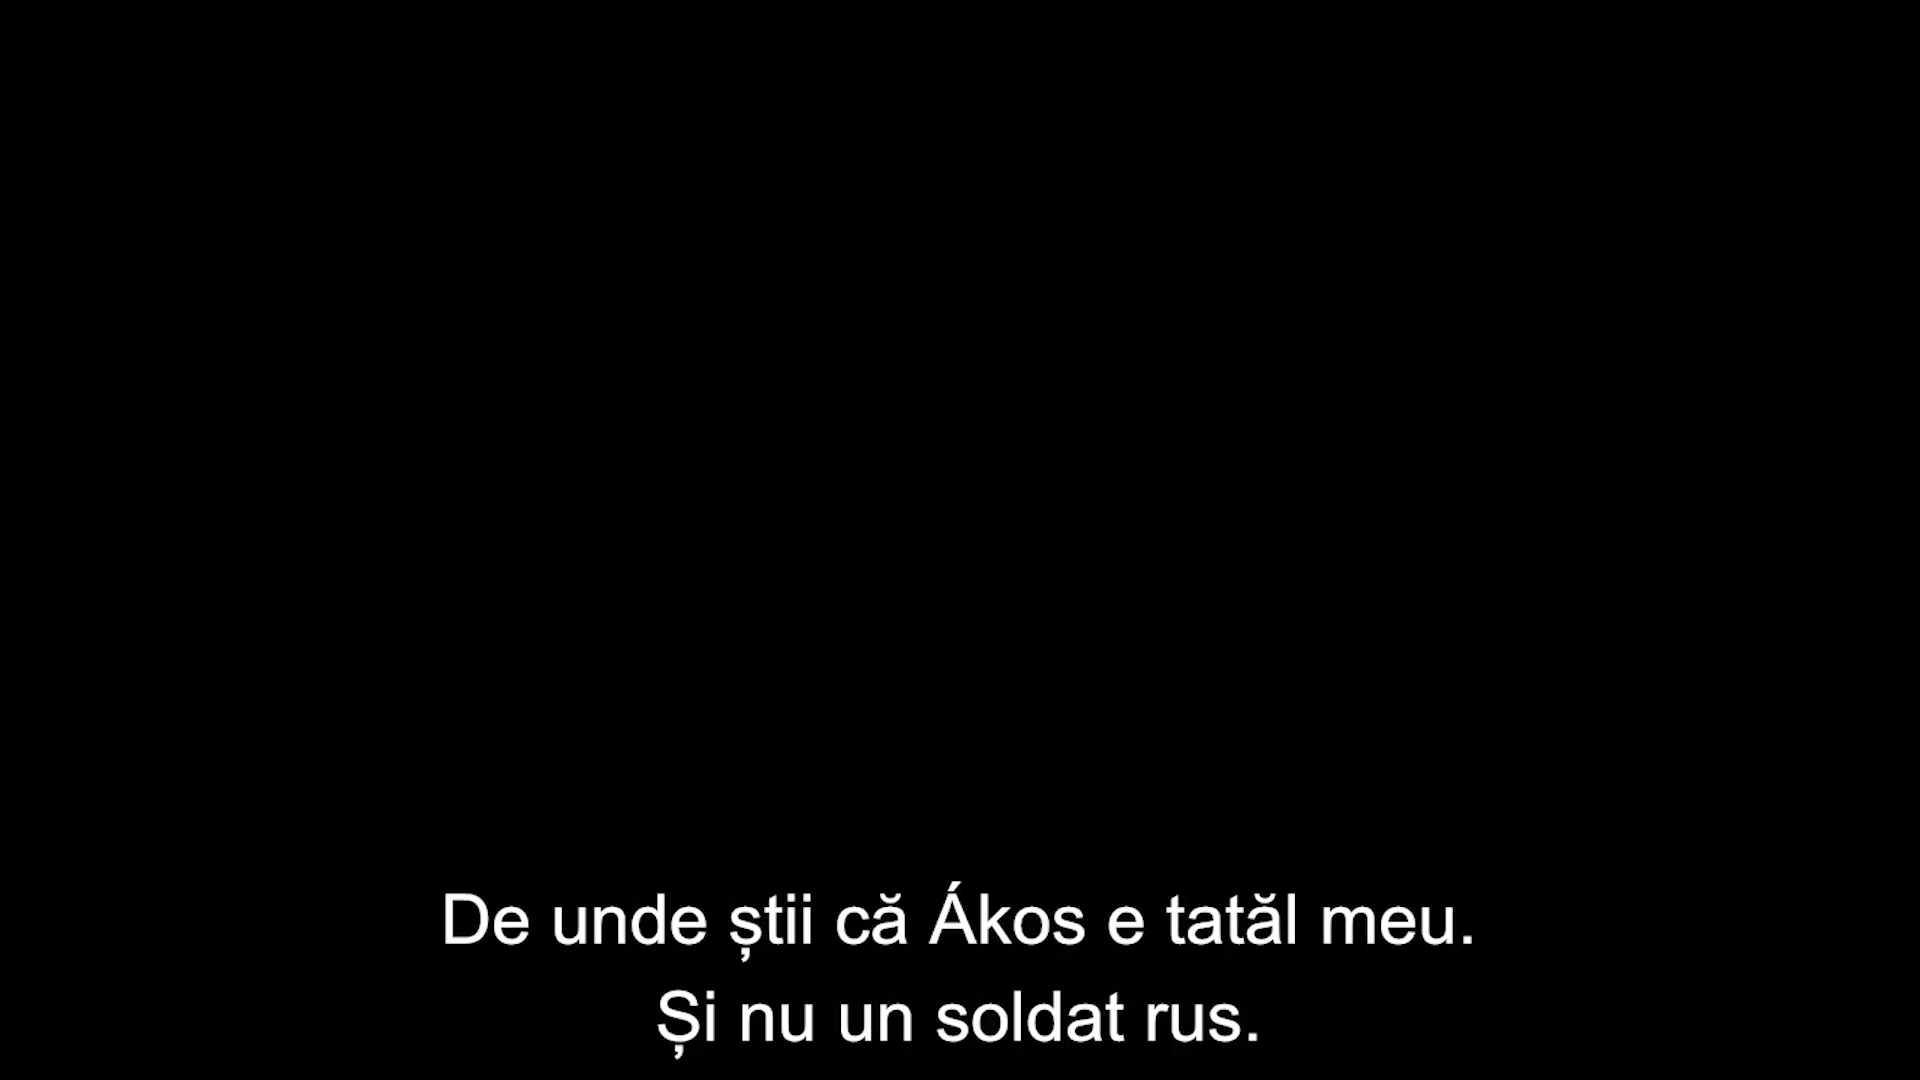 De unde știi că Ákos e tatăl meu.
Și nu un soldat rus.